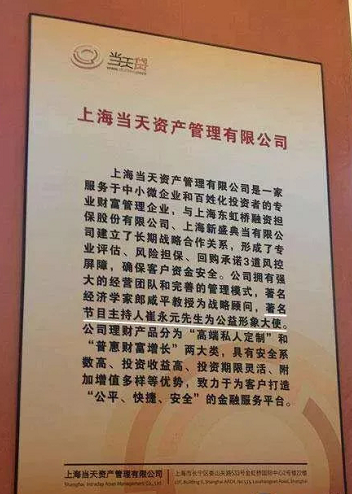 当天贷
上海当天资产管理有限公司
上海当天资产管理有限公司是一家
服务于中小微企业和百姓化投资者的专
业财富管理企业，与上海东虹桥融资担
保股份有限公司、上海新盛典当有限公
司建立了长期战略合作关系，形成了专
业评估、风险担保、回购承诺3道风控
屏障，确保客户资金安全。公司拥有强
大的经营团队和完善的管理模式，著名
经济学家郎咸平教授为战略顾问，著名
节目主持人崔永元先生为公益形象大使。
公司理财产品分为“高端私人定制”和
“普惠财富增长”两大类，具有安全系
数高、投资收益高、投资期限灵活、附
加增值多样等优势，致力于为客户打造
“公平、快捷、安全”的金融服务平台。
上海当天资产管理有限公司
Shanghai Intraday Asset Management Co.,Ltd.